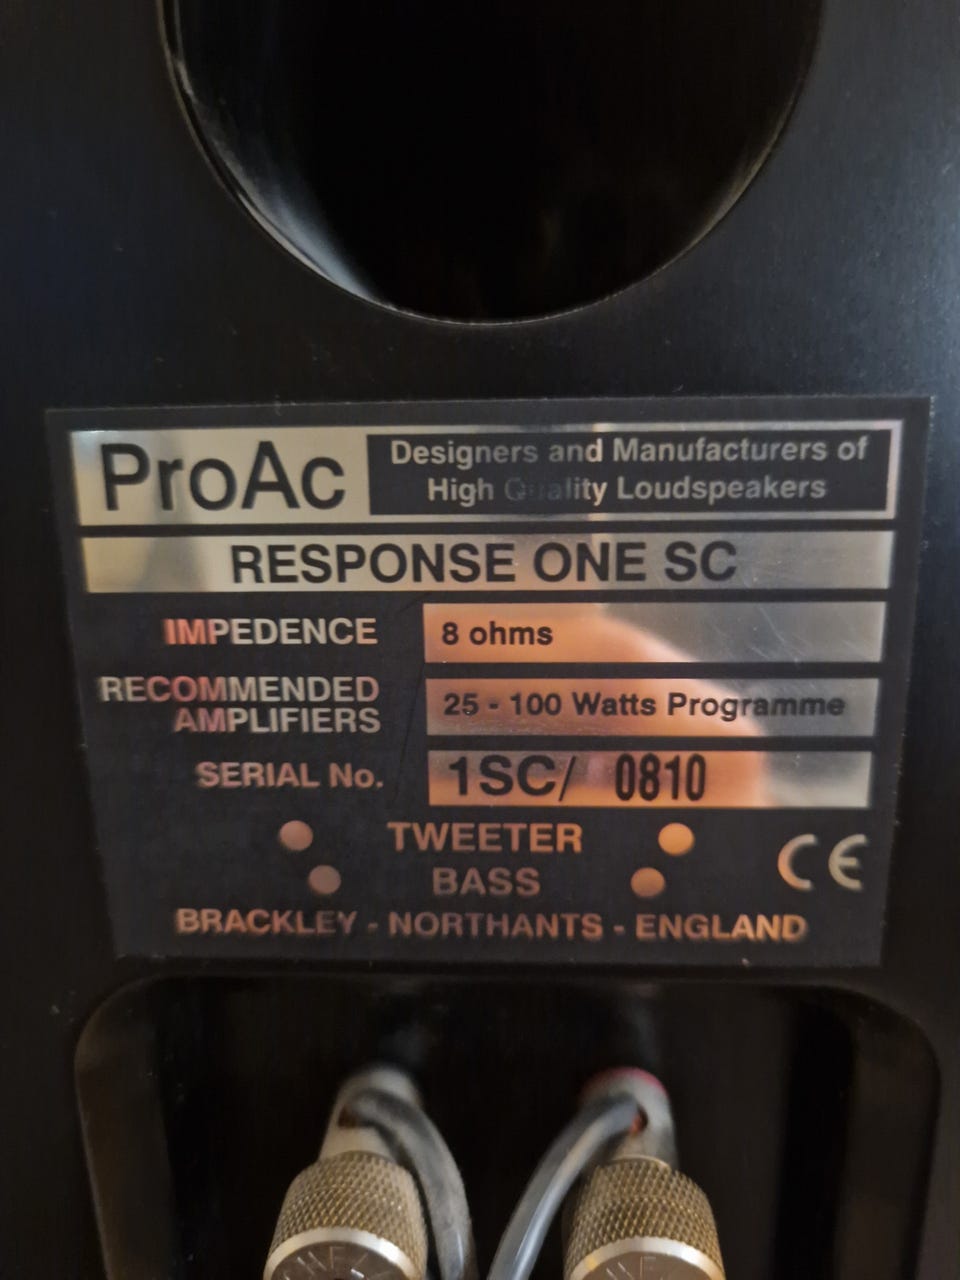 ProAc
Designers and Manufacturers of
High Quality Loudspeakers
RESPONSE ONE SC
IMPEDENCE 8 ohms
RECOMMENDED
AMPLIFIERS 25 - 100 Watts Programme
SERIAL No. 1SC/ 0810
TWEETER
BASS
CE
BRACKLEY - NORTHANTS - ENGLAND